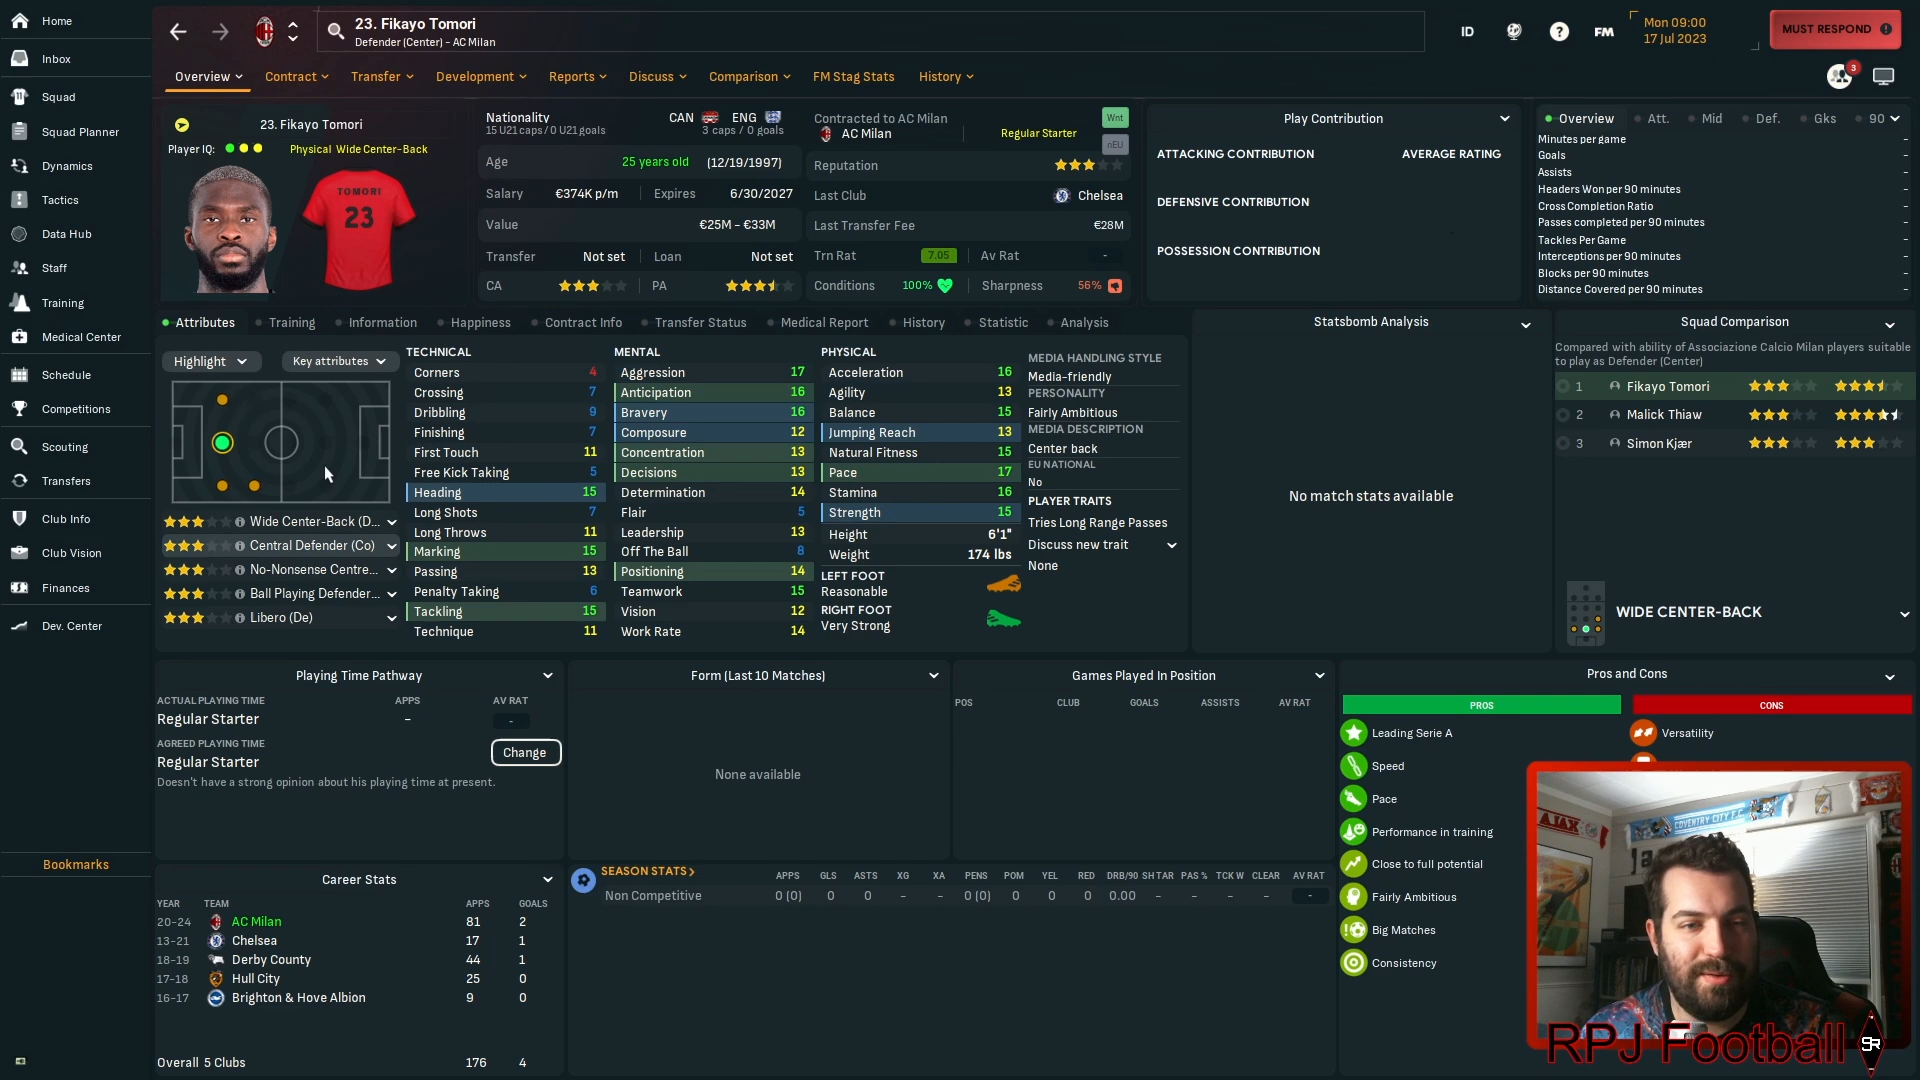 Home
Inbox
Squad
Squad Planner
Dynamics
Tactics
Data Hub
Staff
Training
Medical Center
Schedule
Competitions
Scouting
Transfers
Club Info
Club Vision
Finances
Dev. Center
Bookmarks
23. Fikayo Tomori
Defender (Center) - AC Milan
ID
FM
Mon 09:00
17 Jul 2023
MUST RESPOND
3
Overview
Contract
Transfer
Development
Reports
Discuss
Comparison
FM Stag Stats
History
23. Fikayo Tomori
Player IQ:
Physical Wide Center-Back
TOMORI
23
Nationality
CAN
ENG
15 U21 caps / 0 U21 goals
3 caps / 0 goals
Age
25 years old
(12/19/1997)
Salary
€374K p/m
Expires
6/30/2027
Value
€25M - €33M
Transfer
Not set
Loan
Not set
CA
PA
Contracted to AC Milan
AC Milan
Regular Starter
Wnt
nEU
Reputation
Last Club
Chelsea
Last Transfer Fee
€28M
Trn Rat
7.05
Av Rat
-
Conditions
100%
Sharpness
56%
Play Contribution
ATTACKING CONTRIBUTION
AVERAGE RATING
DEFENSIVE CONTRIBUTION
POSSESSION CONTRIBUTION
Overview
Att.
Mid
Def.
Gks
90
Minutes per game -
Goals -
Assists -
Headers Won per 90 minutes -
Cross Completion Ratio -
Passes completed per 90 minutes -
Tackles Per Game -
Interceptions per 90 minutes -
Blocks per 90 minutes -
Distance Covered per 90 minutes -
Attributes
Training
Information
Happiness
Contract Info
Transfer Status
Medical Report
History
Statistic
Analysis
Highlight
Key attributes
Wide Center-Back (D...
Central Defender (Co)
No-Nonsense Centre...
Ball Playing Defender...
Libero (De)
TECHNICAL
Corners 4
Crossing 7
Dribbling 9
Finishing 7
First Touch 11
Free Kick Taking 5
Heading 15
Long Shots 7
Long Throws 11
Marking 15
Passing 13
Penalty Taking 6
Tackling 15
Technique 11
MENTAL
Aggression 17
Anticipation 16
Bravery 16
Composure 12
Concentration 13
Decisions 13
Determination 14
Flair 5
Leadership 13
Off The Ball 8
Positioning 14
Teamwork 15
Vision 12
Work Rate 14
PHYSICAL
Acceleration 16
Agility 13
Balance 15
Jumping Reach 13
Natural Fitness 15
Pace 17
Stamina 16
Strength 15
Height 6'1"
Weight 174 lbs
LEFT FOOT
Reasonable
RIGHT FOOT
Very Strong
MEDIA HANDLING STYLE
Media-friendly
PERSONALITY
Fairly Ambitious
MEDIA DESCRIPTION
Center back
EU NATIONAL
No
PLAYER TRAITS
Tries Long Range Passes
Discuss new trait
None
Statsbomb Analysis
No match stats available
Squad Comparison
Compared with ability of Associazione Calcio Milan players suitable
to play as Defender (Center)
1 Fikayo Tomori
2 Malick Thiaw
3 Simon Kjær
WIDE CENTER-BACK
Playing Time Pathway
ACTUAL PLAYING TIME
APPS
AV RAT
Regular Starter
-
-
AGREED PLAYING TIME
Regular Starter
Change
Doesn't have a strong opinion about his playing time at present.
Form (Last 10 Matches)
None available
Games Played In Position
POS
CLUB
GOALS
ASSISTS
AV RAT
Pros and Cons
PROS
CONS
Leading Serie A
Speed
Pace
Performance in training
Close to full potential
Fairly Ambitious
Big Matches
Consistency
Versatility
Career Stats
YEAR TEAM APPS GOALS
20-24 AC Milan 81 2
13-21 Chelsea 17 1
18-19 Derby County 44 1
17-18 Hull City 25 0
16-17 Brighton & Hove Albion 9 0
Overall 5 Clubs 176 4
SEASON STATS
APPS GLS ASTS XG XA PENS POM YEL RED DRB/90 SH TAR PAS % TCK W CLEAR AV RAT
Non Competitive 0 (0) 0 0 - - 0 (0) 0 0 0 0.00 - - - - -
AJAX
COVENTRY CITY F.C.
RPJ Football
SR